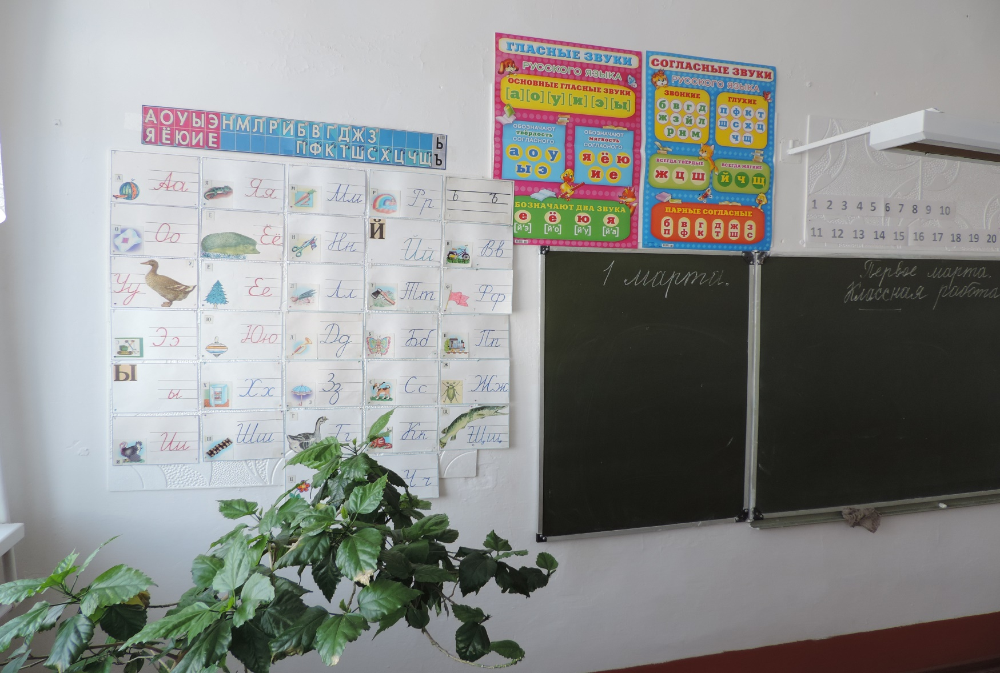 А О У Ы Э Н М Л Р Й Б В Г Д Ж З Ь
Я Ё Ю И Е П Ф К Т Ш С Х Ц Ч Щ Ъ
А Аа
Я Яя
М Мм
Р Рр
ь ъ
О Оо
Е Ёё
Н Нн
Й Йй
В Вв
У Уу
Е Ее
Л Лл
Т Тт
Ф Фф
Э Ээ
Ю Юю
Д Дд
Б Бб
П Пп
Ы ы
Х Хх
З Зз
С Сс
Ж Жж
И Ии
Ш Шш
Г Гг
К Кк
Щ Щщ
Ц
Чч
ГЛАСНЫЕ ЗВУКИ
РУССКОГО ЯЗЫКА
ОСНОВНЫЕ ГЛАСНЫЕ ЗВУКИ
[а] [о] [у] [и] [э] [ы]
ОБОЗНАЧАЮТ
твёрдость
СОГЛАСНОГО
а о у
ы э
ОБОЗНАЧАЮТ
мягкость
СОГЛАСНОГО
я ё ю
и е
БОЗНАЧАЮТ ДВА ЗВУКА
е ё ю я
[й'э] [й'о] [й'у] [й'а]
СОГЛАСНЫЕ ЗВУКИ
РУССКОГО ЯЗЫКА
ЗВОНКИЕ
б в г д
ж з й л
р н м
ГЛУХИЕ
п ф к т
ш с х ц
ч щ
ВСЕГДА ТВЁРДЫЕ
ж ц ш
ВСЕГДА МЯГКИЕ
й ч щ
ПАРНЫЕ СОГЛАСНЫЕ
б в г д ж з
п ф к т ш с
1 2 3 4 5 6 7 8 9 10
11 12 13 14 15 16 17 18 19 20
1 марта.
Первое марта.
Классная работа